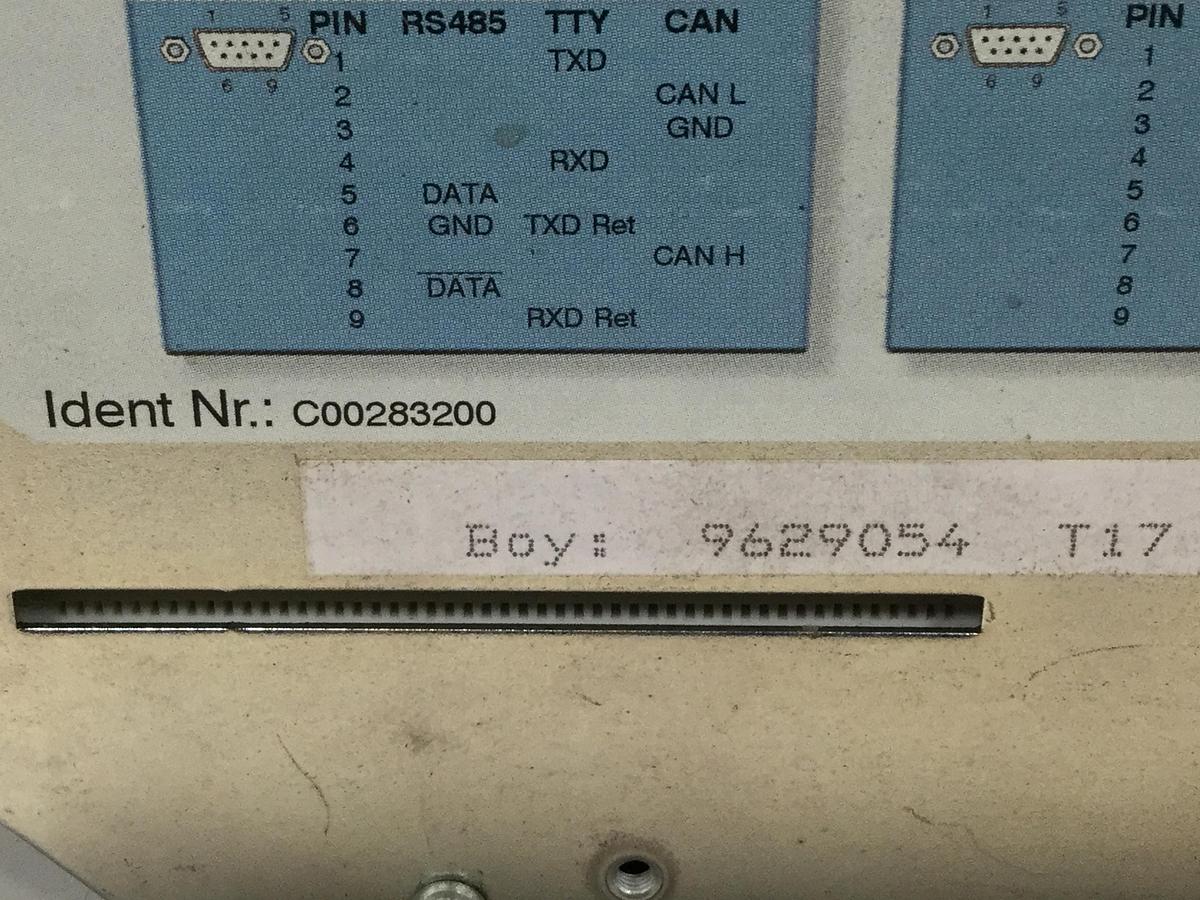 1 5 PIN RS485 TTY CAN 1 5 PIN
1 TXD 1
6 9 6 9
2 CAN L 2
3 GND 3
4 RXD 4
5 DATA 5
6 GND TXD Ret 6
7 CAN H 7
8 DATA 8
9 RXD Ret 9
Ident Nr.: C00283200
Boy: 9629054 T17